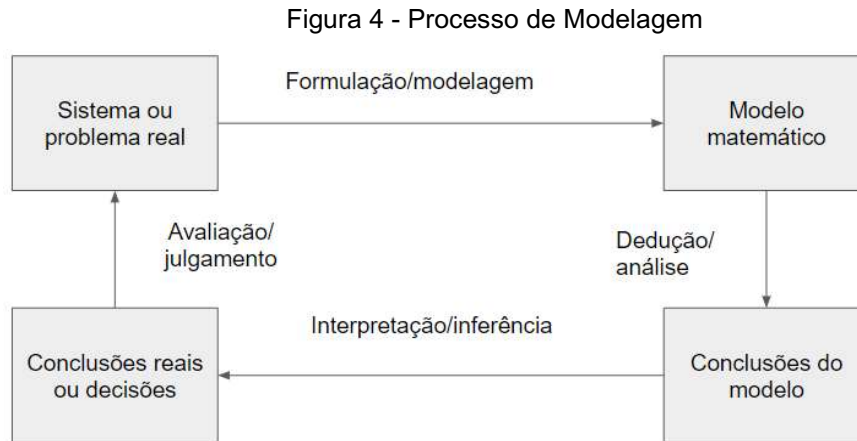 Figura 4 - Processo de Modelagem
Sistema ou
problema real
Formulação/modelagem
Modelo
matemático
Avaliação/
julgamento
Dedução/
análise
Conclusões reais
ou decisões
Interpretação/inferência
Conclusões do
modelo